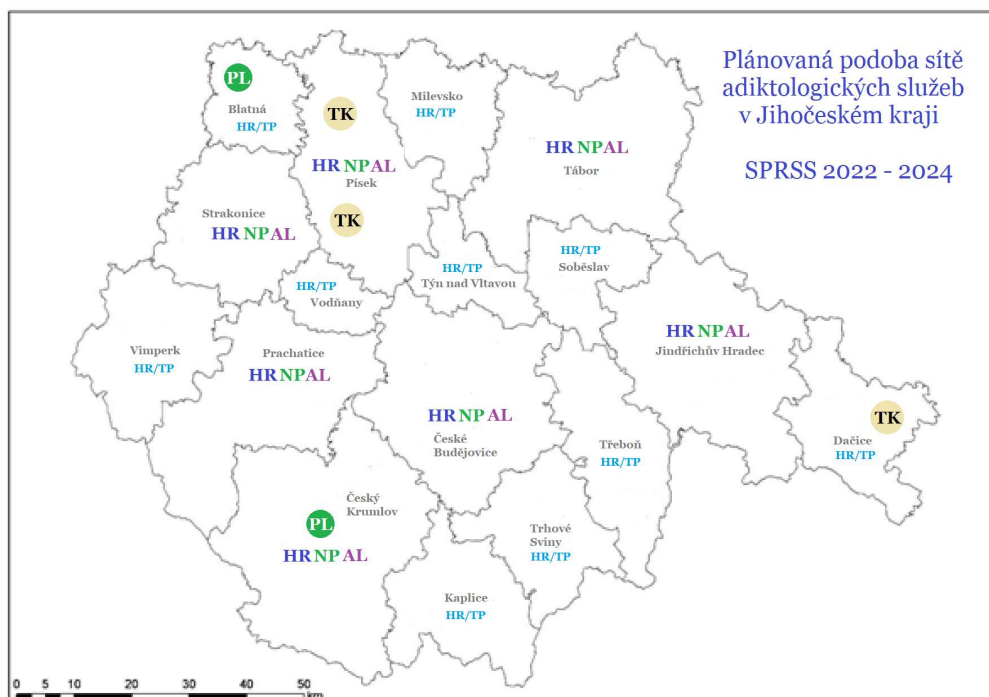 Plánovaná podoba sítě
adiktologických služeb
v Jihočeském kraji
SPRSS 2022 - 2024
PL
Blatná
HR/TP
TK
HR NP AL
Písek
TK
Milevsko
HR/TP
HR NP AL
Tábor
Strakonice
HR NP AL
HR/TP
Vodňany
HR/TP
Týn nad Vltavou
HR/TP
Soběslav
Vimperk
HR/TP
Prachatice
HR NP AL
HR NP AL
Jindřichův Hradec
HR NP AL
České
Budějovice
Třeboň
HR/TP
TK
Dačice
HR/TP
Český
Krumlov
PL
HR NP AL
Trhové
Sviny
HR/TP
Kaplice
HR/TP
0 5 10 20 30 40 50
km